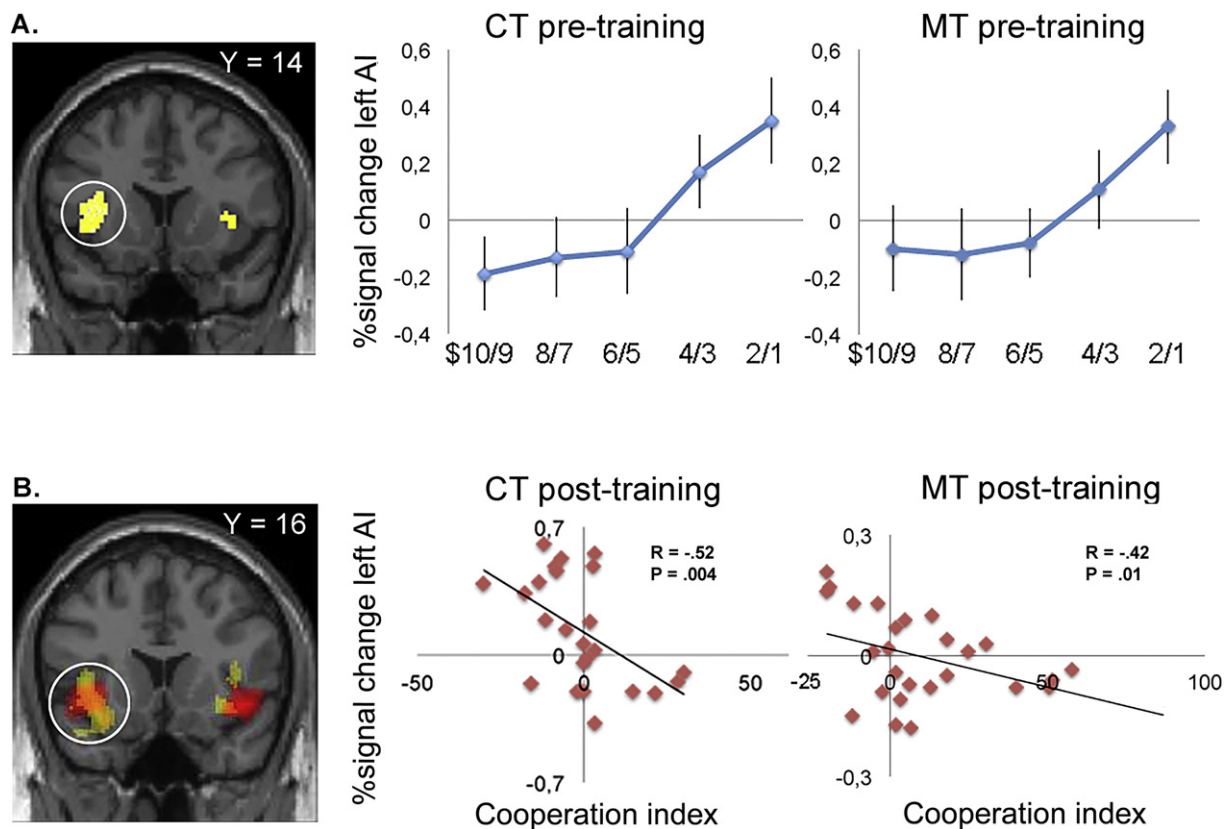 A.
Y = 14
CT pre-training
MT pre-training
%signal change left AI
0,6
0,4
0,2
0
-0,2
-0,4
$10/9 8/7 6/5 4/3 2/1
0,6
0,4
0,2
0
-0,2
-0,4
$10/9 8/7 6/5 4/3 2/1
B.
Y = 16
CT post-training
MT post-training
%signal change left AI
0,7
R = -.52
P = .004
0
-50 50
-0,7
Cooperation index
0,3
R = -.42
P = .01
0
-25 0 50 100
-0,3
Cooperation index